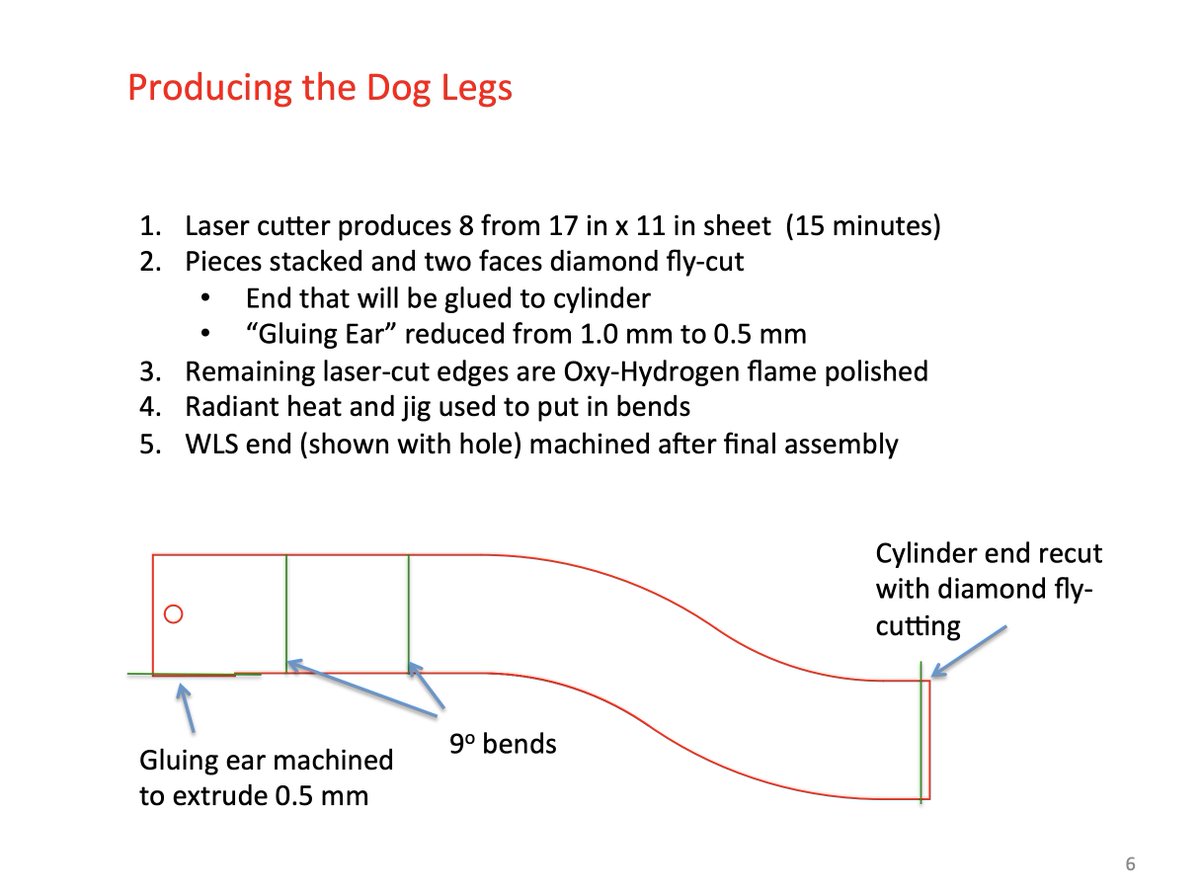 Producing the Dog Legs
1. Laser cutter produces 8 from 17 in x 11 in sheet (15 minutes)
2. Pieces stacked and two faces diamond fly-cut
• End that will be glued to cylinder
• “Gluing Ear” reduced from 1.0 mm to 0.5 mm
3. Remaining laser-cut edges are Oxy-Hydrogen flame polished
4. Radiant heat and jig used to put in bends
5. WLS end (shown with hole) machined after final assembly
Cylinder end recut
with diamond fly-
cutting
9o bends
Gluing ear machined
to extrude 0.5 mm
6